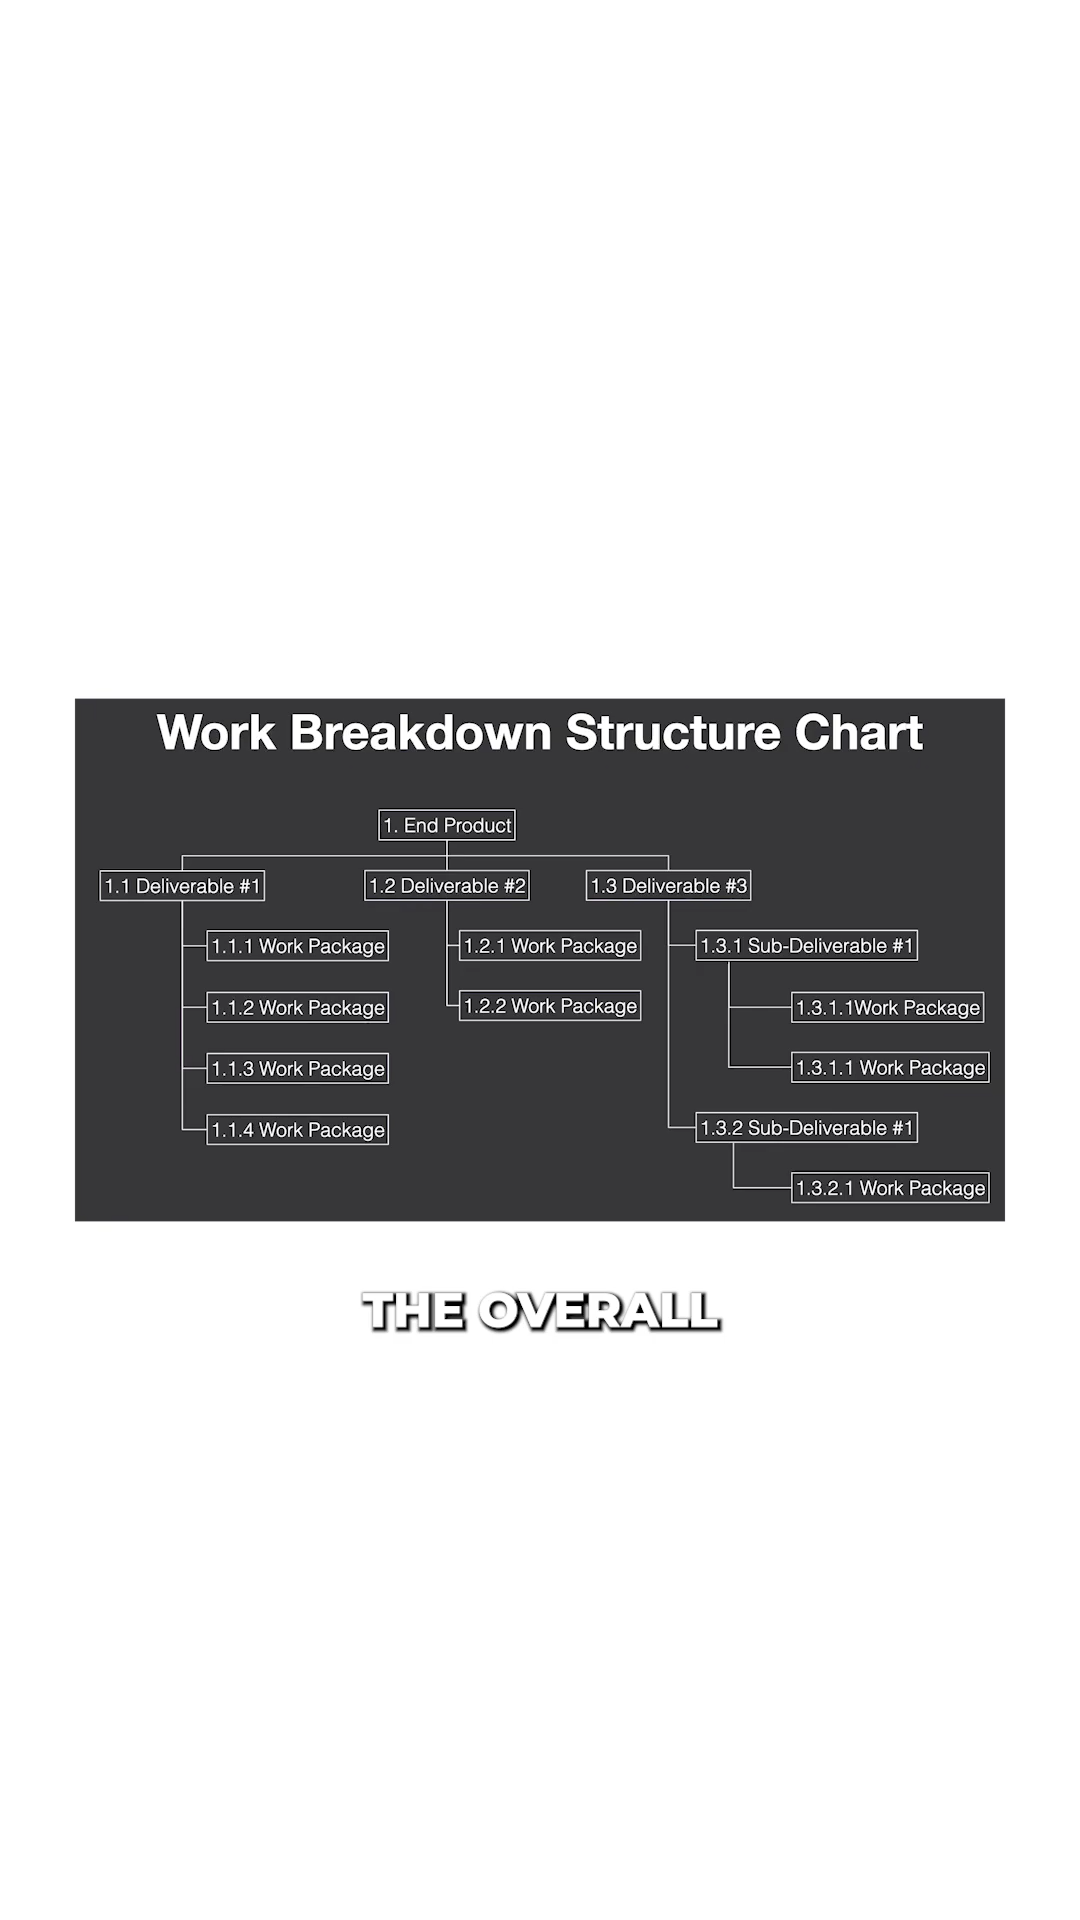 Work Breakdown Structure Chart
1. End Product
1.1 Deliverable #1
1.2 Deliverable #2
1.3 Deliverable #3
1.1.1 Work Package
1.2.1 Work Package
1.3.1 Sub-Deliverable #1
1.1.2 Work Package
1.2.2 Work Package
1.3.1.1Work Package
1.1.3 Work Package
1.3.1.1 Work Package
1.1.4 Work Package
1.3.2 Sub-Deliverable #1
1.3.2.1 Work Package
THE OVERALL